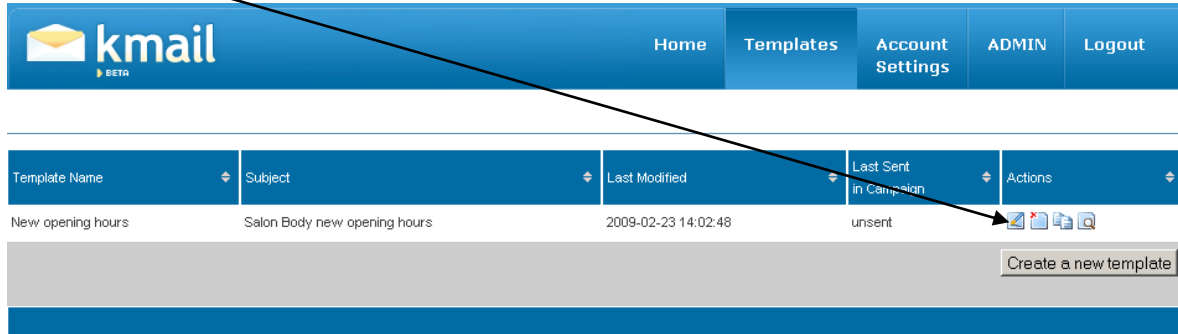 kmail
BETA
Home Templates Account Settings ADMIN Logout
Template Name Subject Last Modified Last Sent in Campaign Actions
New opening hours Salon Body new opening hours 2009-02-23 14:02:48 unsent
Create a new template